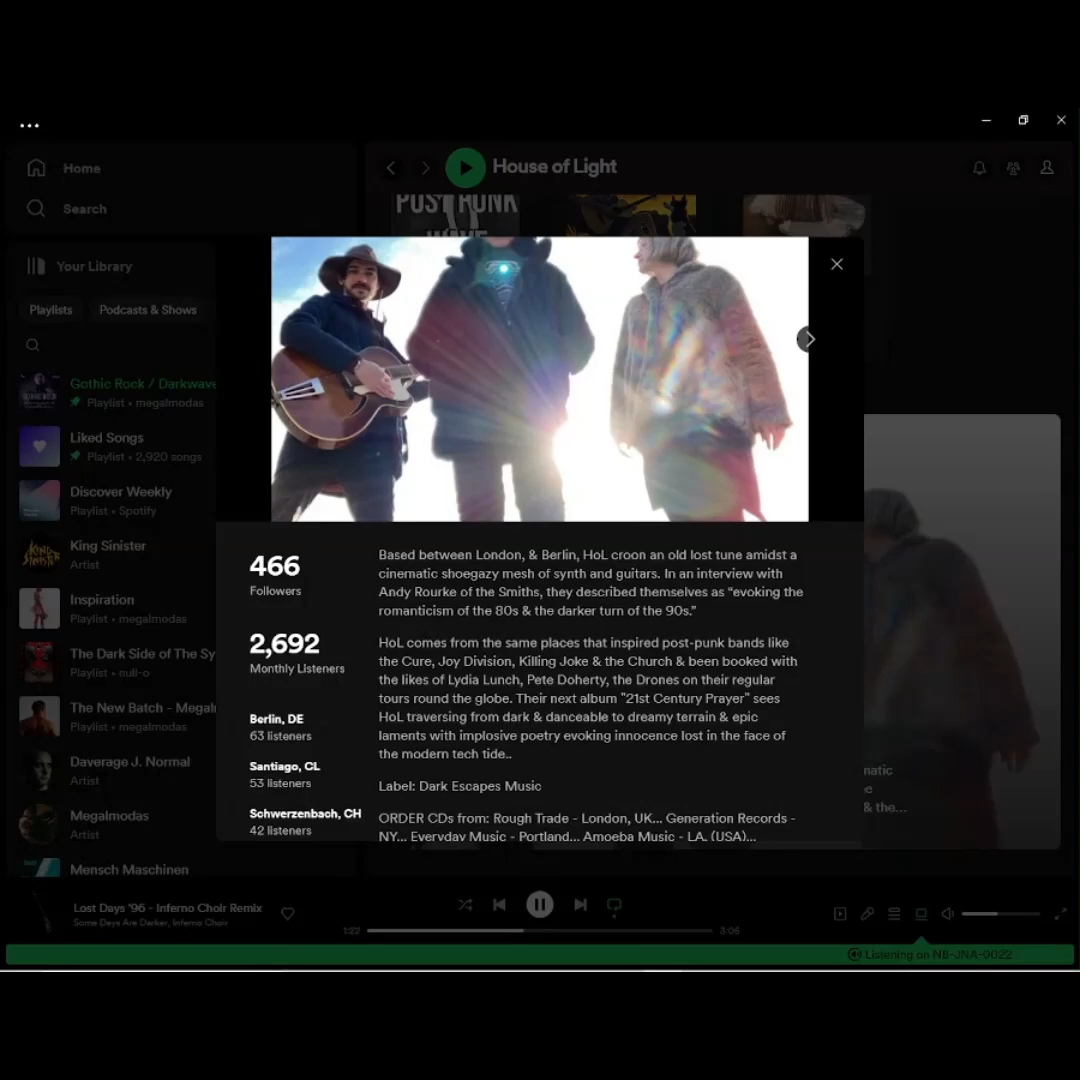 Home
House of Light
Search
POST PUNK
WAVE
Your Library
Playlists
Podcasts & Shows
Gothic Rock / Darkwave
Playlist • megalmodas
Liked Songs
Playlist • 2,920 songs
Discover Weekly
Playlist • Spotify
King Sinister
Artist
Inspiration
Playlist • megalmodas
The Dark Side of The Sy
Playlist • null-o
The New Batch - Megal
Playlist • megalmodas
Daverage J. Normal
Artist
Megalmodas
Artist
Mensch Maschinen
466
Followers
2,692
Monthly Listeners
Berlin, DE
63 listeners
Santiago, CL
53 listeners
Schwerzenbach, CH
42 listeners
Based between London, & Berlin, HoL croon an old lost tune amidst a
cinematic shoegazy mesh of synth and guitars. In an interview with
Andy Rourke of the Smiths, they described themselves as “evoking the
romanticism of the 80s & the darker turn of the 90s.”
HoL comes from the same places that inspired post-punk bands like
the Cure, Joy Division, Killing Joke & the Church & been booked with
the likes of Lydia Lunch, Pete Doherty, the Drones on their regular
tours round the globe. Their next album "21st Century Prayer" sees
HoL traversing from dark & danceable to dreamy terrain & epic
laments with implosive poetry evoking innocence lost in the face of
the modern tech tide..
Label: Dark Escapes Music
ORDER CDs from: Rough Trade - London, UK... Generation Records -
NY... Everyday Music - Portland... Amoeba Music - LA, (USA)...
natic
e
& the...
Lost Days '96 - Inferno Choir Remix
Some Days Are Darker, Inferno Choir
1:22
3:05
Listening on NB-JNA-0022